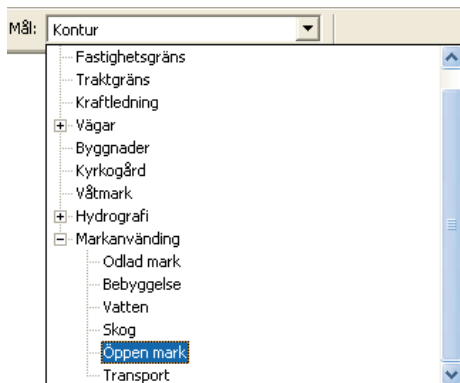 Mål: Kontur
Fastighetsgräns
Traktgräns
Kraftledning
Vägar
Byggnader
Kyrkogård
Våtmark
Hydrografi
Markanvänding
Odlad mark
Bebyggelse
Vatten
Skog
Öppen mark
Transport